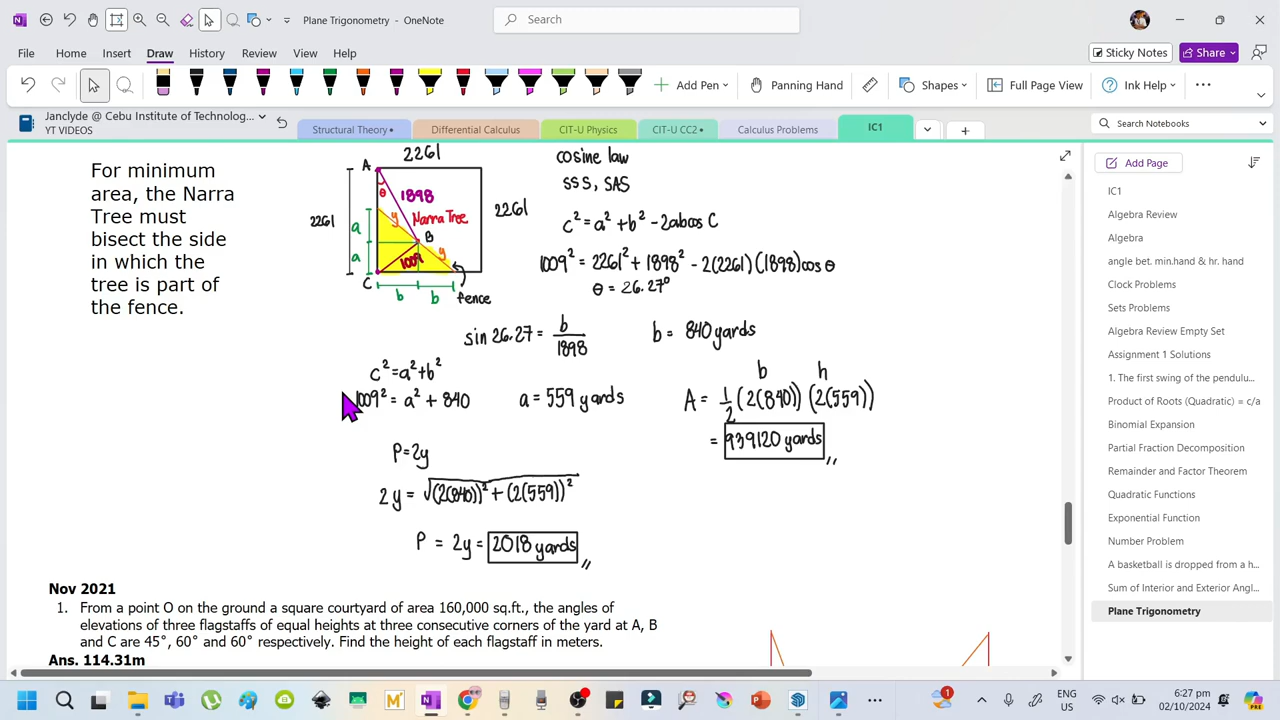 Plane Trigonometry - OneNote
Search
File Home Insert Draw History Review View Help
Sticky Notes
Share
Add Pen
Panning Hand
Shapes
Full Page View
Ink Help
Janclyde @ Cebu Institute of Technolog...
YT VIDEOS
Structural Theory
Differential Calculus
CIT-U Physics
CIT-U CC2
Calculus Problems
IC1
Search Notebooks
For minimum
area, the Narra
Tree must
bisect the side
in which the
tree is part of
the fence.
2261
A
θ
1898
2261
y
Narra Tree
2261
a
B
a
1009
y
C
b
b
fence
cosine law
SSS, SAS
c² = a² + b² - 2abcos C
1009² = 2261² + 1898² - 2(2261)(1898)cos θ
θ = 26.27°
sin 26.27 = b/1898
b = 840 yards
c² = a² + b²
1009² = a² + 840
a = 559 yards
b h
A = 1/2 (2(840)) (2(559))
= 939120 yards
P = 2y
2y = √(2(840))² + (2(559))²
P = 2y = 2018 yards
Nov 2021
1. From a point O on the ground a square courtyard of area 160,000 sq.ft., the angles of
elevations of three flagstaffs of equal heights at three consecutive corners of the yard at A, B
and C are 45°, 60° and 60° respectively. Find the height of each flagstaff in meters.
Ans. 114.31m
Add Page
IC1
Algebra Review
Algebra
angle bet. min.hand & hr. hand
Clock Problems
Sets Problems
Algebra Review Empty Set
Assignment 1 Solutions
1. The first swing of the pendulu...
Product of Roots (Quadratic) = c/a
Binomial Expansion
Partial Fraction Decomposition
Remainder and Factor Theorem
Quadratic Functions
Exponential Function
Number Problem
A basketball is dropped from a h...
Sum of Interior and Exterior Angl...
Plane Trigonometry
1
ENG
US
6:27 pm
02/10/2024